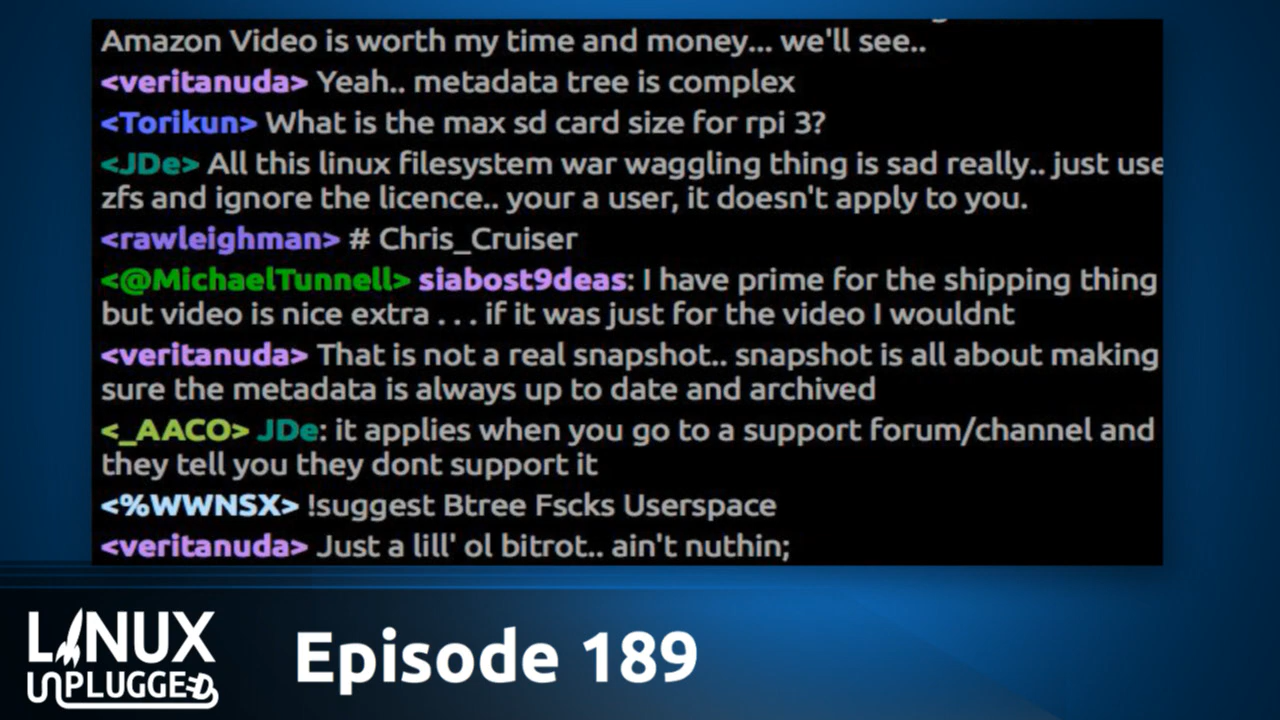 Amazon Video is worth my time and money... we'll see..
<veritanuda> Yeah.. metadata tree is complex
<Torikun> What is the max sd card size for rpi 3?
<JDe> All this linux filesystem war waggling thing is sad really.. just use
zfs and ignore the licence.. your a user, it doesn't apply to you.
<rawleighman> # Chris_Cruiser
<@MichaelTunnell> siabost9deas: I have prime for the shipping thing
but video is nice extra . . . if it was just for the video I wouldnt
<veritanuda> That is not a real snapshot.. snapshot is all about making
sure the metadata is always up to date and archived
<_AACO> JDe: it applies when you go to a support forum/channel and
they tell you they dont support it
<%WWNSX> !suggest Btree Fscks Userspace
<veritanuda> Just a lill' ol bitrot.. ain't nuthin;
LINUX
UNPLUGGED
Episode 189